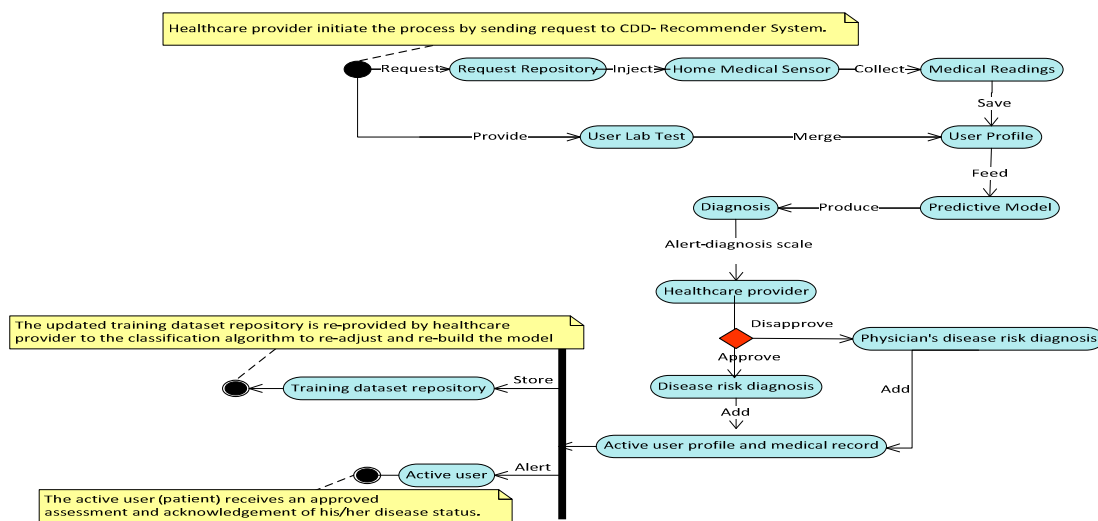 Healthcare provider initiate the process by sending request to CDD- Recommender System.
Request
Request Repository
Inject
Home Medical Sensor
Collect
Medical Readings
Save
Provide
User Lab Test
Merge
User Profile
Feed
Diagnosis
Produce
Predictive Model
Alert-diagnosis scale
Healthcare provider
The updated training dataset repository is re-provided by healthcare
provider to the classification algorithm to re-adjust and re-build the model
Disapprove
Physician's disease risk diagnosis
Approve
Training dataset repository
Store
Disease risk diagnosis
Add
Add
Active user profile and medical record
Active user
Alert
The active user (patient) receives an approved
assessment and acknowledgement of his/her disease status.